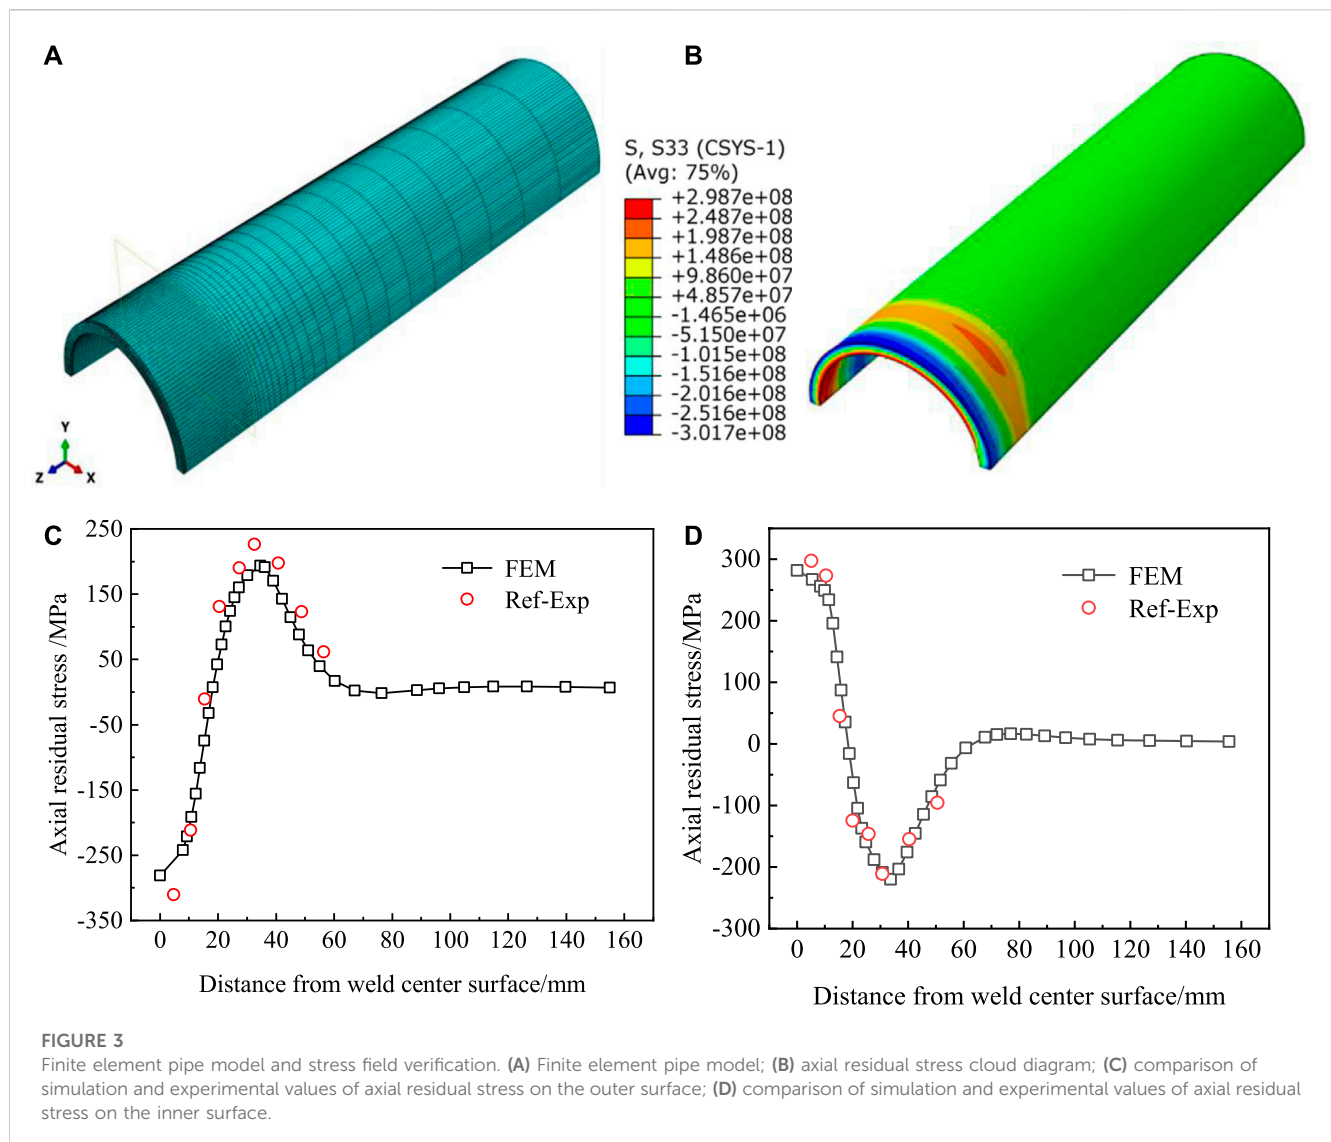 A
B
S, S33 (CSYS-1)
(Avg: 75%)
+2.987e+08
+2.487e+08
+1.987e+08
+1.486e+08
+9.860e+07
+4.857e+07
-1.465e+06
-5.150e+07
-1.015e+08
-1.516e+08
-2.016e+08
-2.516e+08
-3.017e+08
Y
Z
X
C
Axial residual stress /MPa
250
150
50
-50
-150
-250
-350
FEM
Ref-Exp
0 20 40 60 80 100 120 140 160
Distance from weld center surface/mm
D
Axial residual stress/MPa
300
200
100
0
-100
-200
-300
FEM
Ref-Exp
0 20 40 60 80 100 120 140 160
Distance from weld center surface/mm
FIGURE 3
Finite element pipe model and stress field verification. (A) Finite element pipe model; (B) axial residual stress cloud diagram; (C) comparison of
simulation and experimental values of axial residual stress on the outer surface; (D) comparison of simulation and experimental values of axial residual
stress on the inner surface.